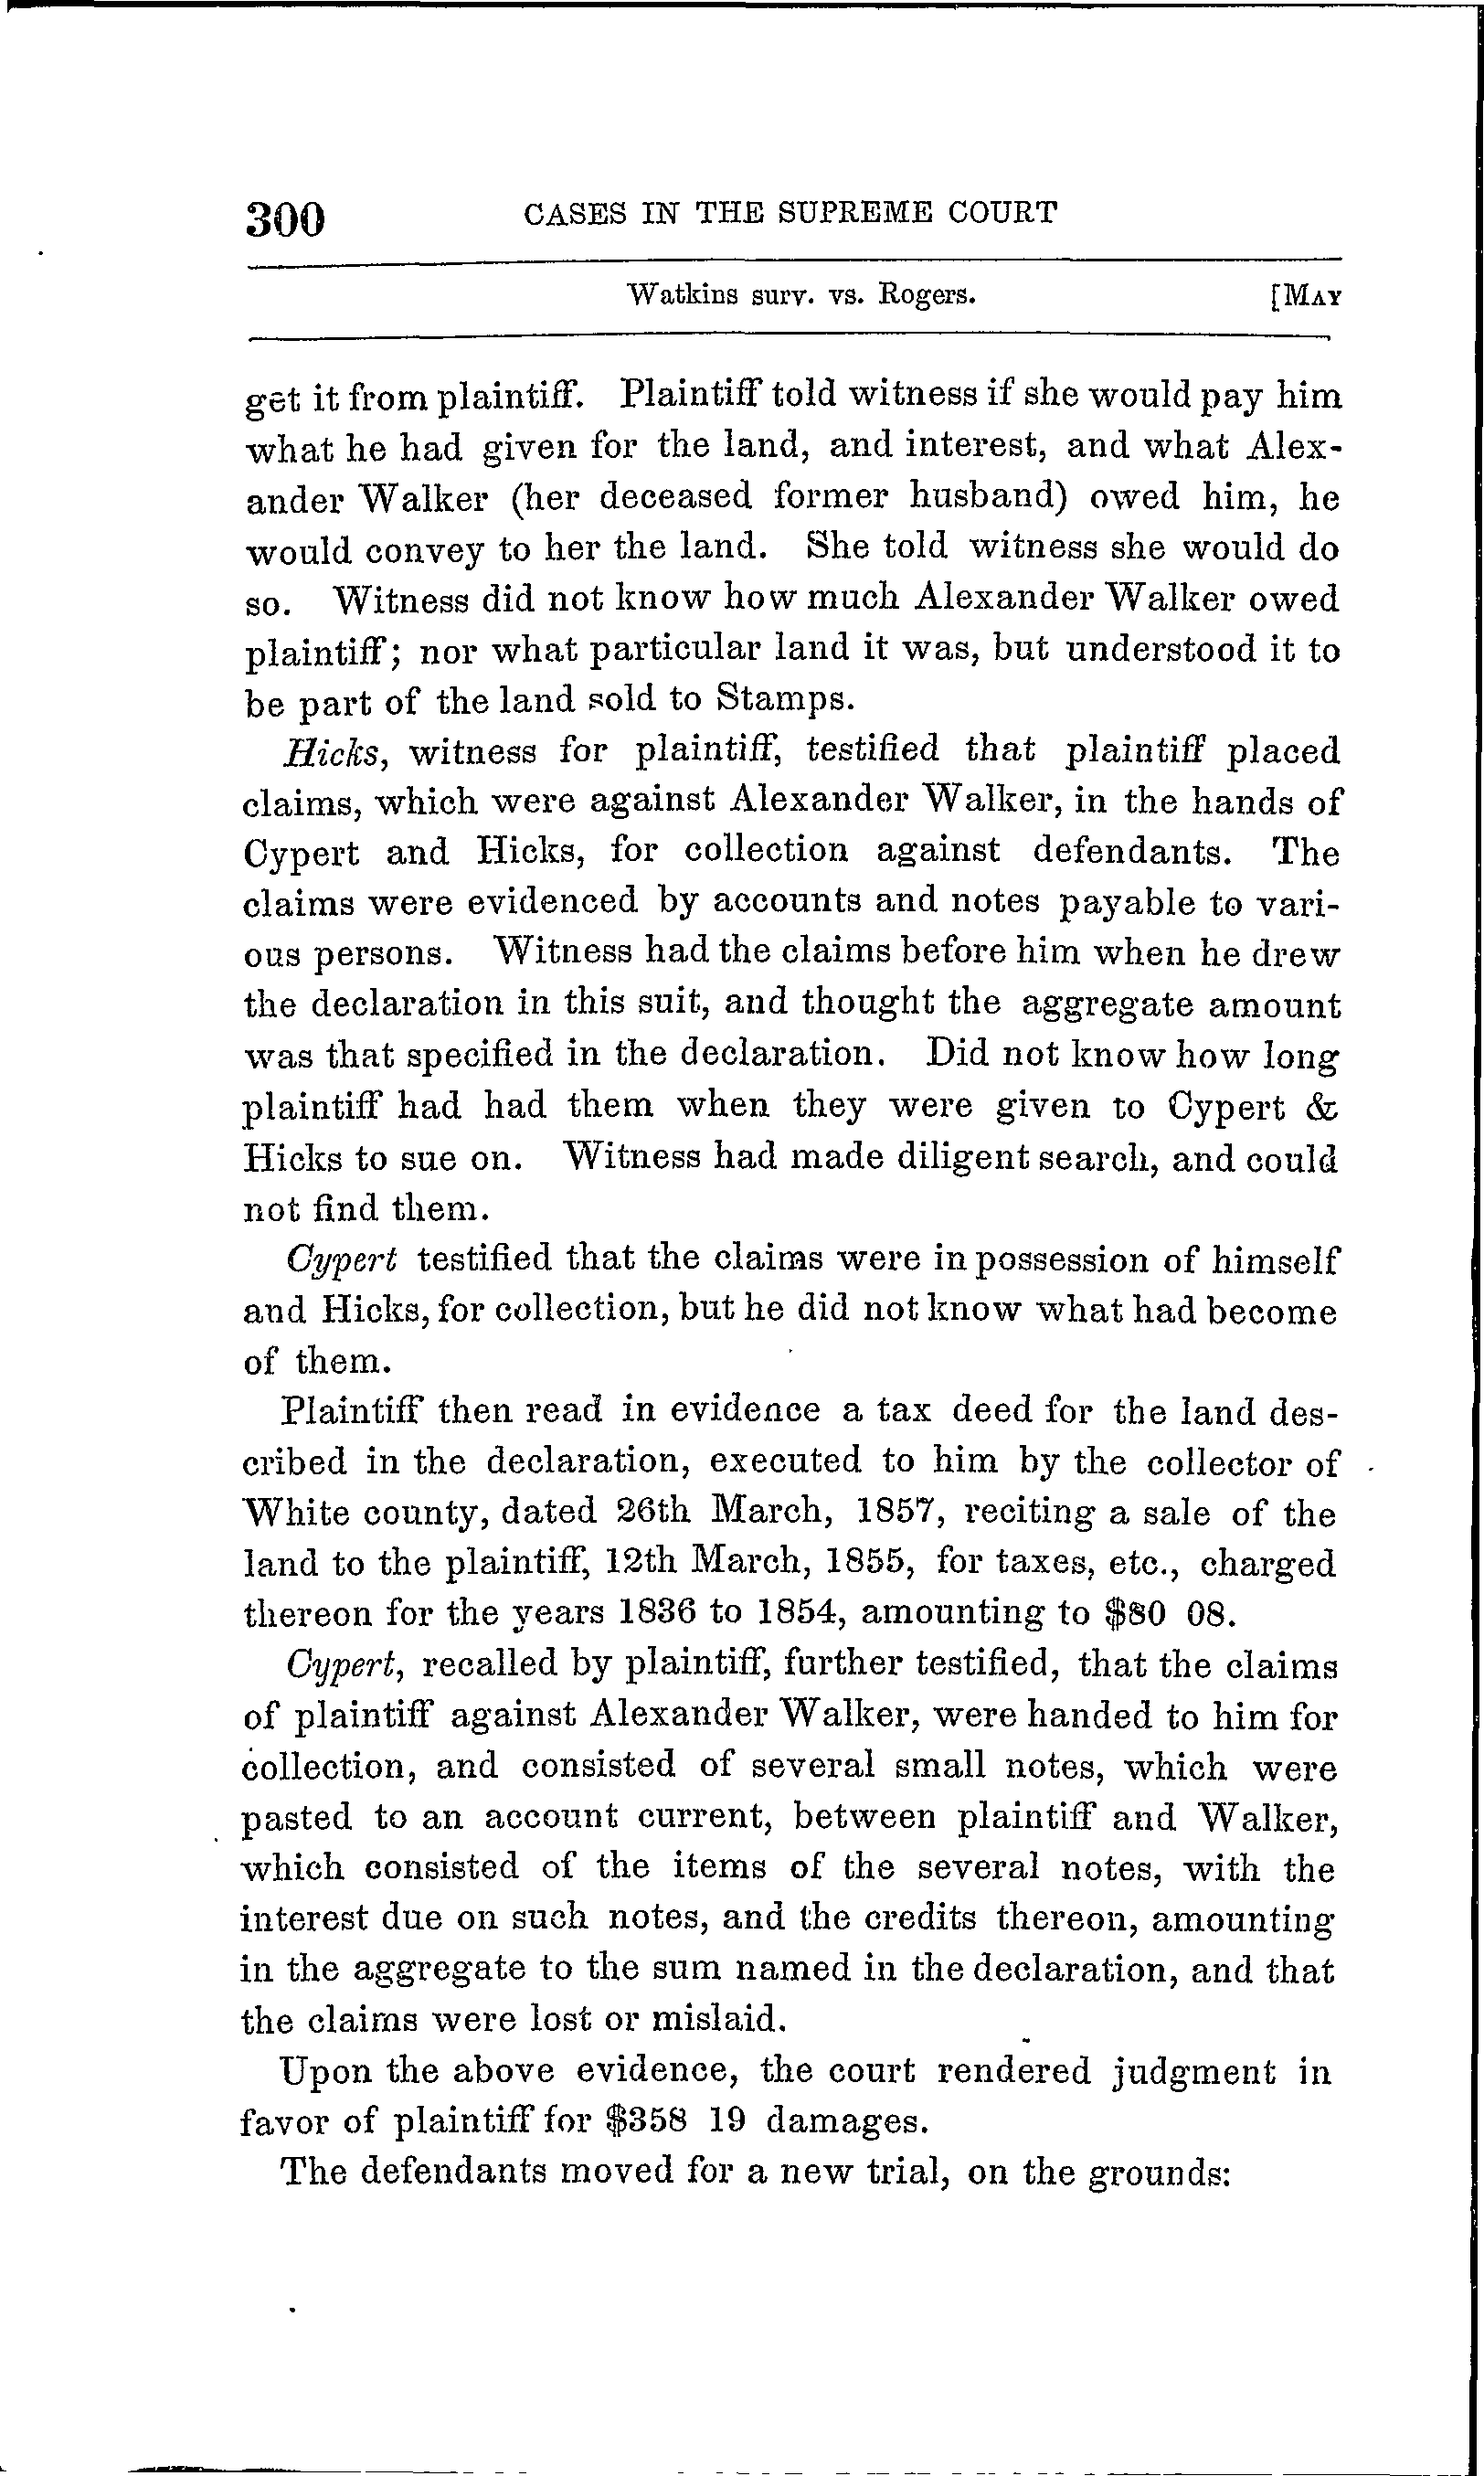 300 CASES IN THE SUPREME COURT
Watkins surv. vs. Rogers. [MAY
get it from plaintiff. Plaintiff told witness if she would pay him
what he had given for the land, and interest, and what Alex-
ander Walker (her deceased former husband) owed him, he
would convey to her the land. She told witness she would do
so. Witness did not know how much Alexander Walker owed
plaintiff; nor what particular land it was, but understood it to
be part of the land sold to Stamps.
Hicks, witness for plaintiff, testified that plaintiff placed
claims, which were against Alexander Walker, in the hands of
Cypert and Hicks, for collection against defendants. The
claims were evidenced by accounts and notes payable to vari-
ous persons. Witness had the claims before him when he drew
the declaration in this suit, and thought the aggregate amount
was that specified in the declaration. Did not know how long
plaintiff had had them when they were given to Cypert &
Hicks to sue on. Witness had made diligent search, and could
not find them.
Cypert testified that the claims were in possession of himself
and Hicks, for collection, but he did not know what had become
of them.
Plaintiff then read in evidence a tax deed for the land des-
cribed in the declaration, executed to him by the collector of
White county, dated 26th March, 1857, reciting a sale of the
land to the plaintiff, 12th March, 1855, for taxes, etc., charged
thereon for the years 1836 to 1854, amounting to $80 08.
Cypert, recalled by plaintiff, further testified, that the claims
of plaintiff against Alexander Walker, were handed to him for
collection, and consisted of several small notes, which were
pasted to an account current, between plaintiff and Walker,
which consisted of the items of the several notes, with the
interest due on such notes, and the credits thereon, amounting
in the aggregate to the sum named in the declaration, and that
the claims were lost or mislaid.
Upon the above evidence, the court rendered judgment in
favor of plaintiff for $358 19 damages.
The defendants moved for a new trial, on the grounds: